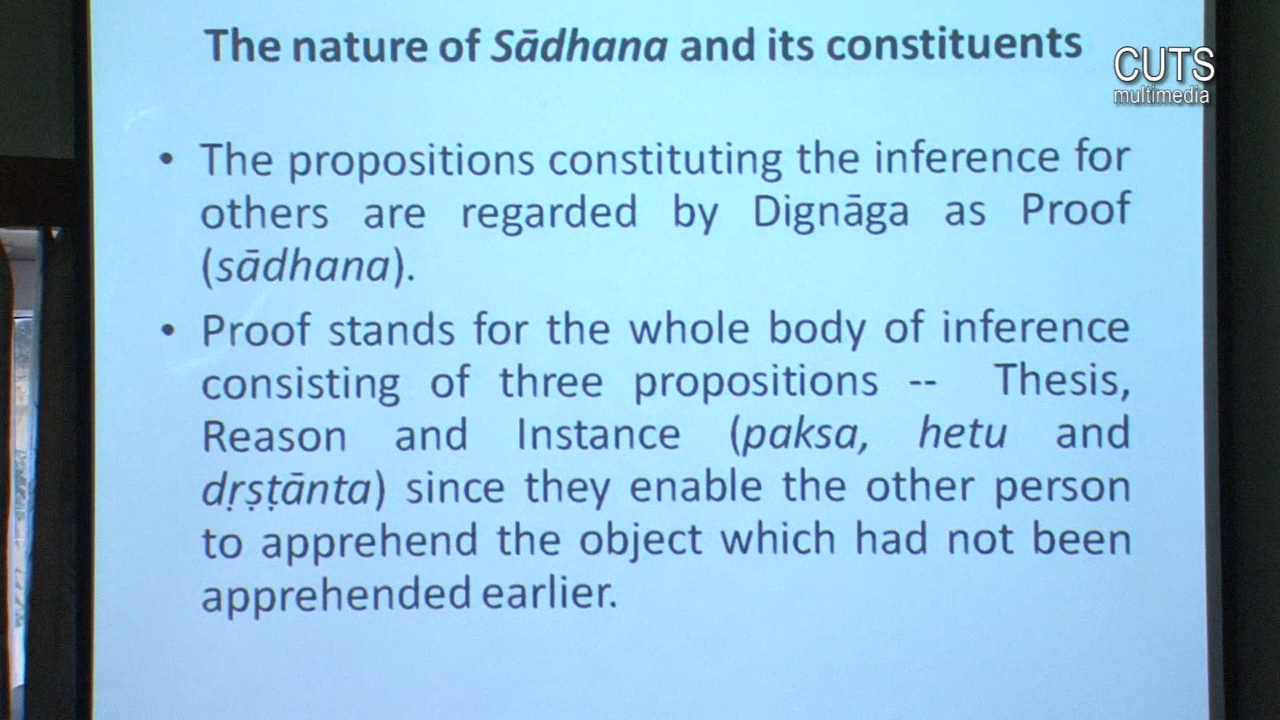 The nature of Sādhana and its constituents
CUTS
multimedia
• The propositions constituting the inference for
others are regarded by Dignāga as Proof
(sādhana).
• Proof stands for the whole body of inference
consisting of three propositions -- Thesis,
Reason and Instance (paksa, hetu and
dṛṣṭānta) since they enable the other person
to apprehend the object which had not been
apprehended earlier.